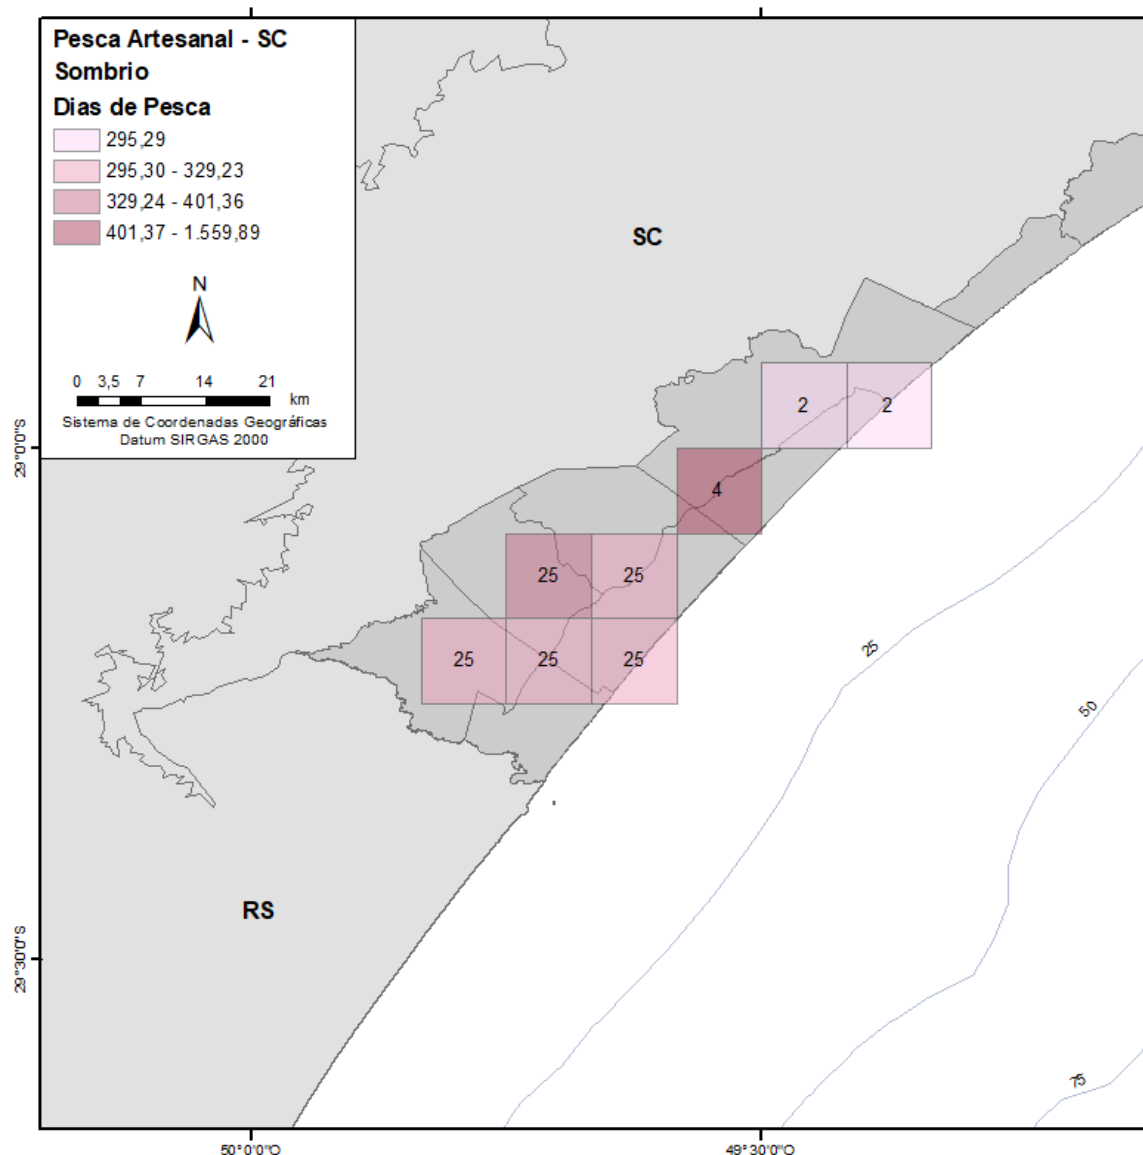 Pesca Artesanal - SC
Sombrio
Dias de Pesca
295,29
295,30 - 329,23
329,24 - 401,36
401,37 - 1.559,89
N
0 3,5 7 14 21
km
Sistema de Coordenadas Geográficas
Datum SIRGAS 2000
SC
2 2
29°0'0"S
4
25 25
25 25 25
25
50
RS
29°30'0"S
75
50°0'0"O 49°30'0"O